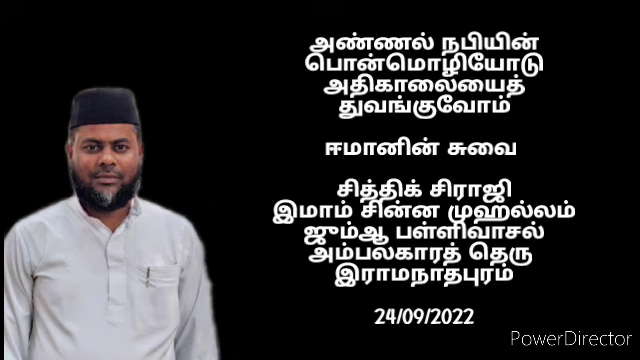 அண்ணல் நபியின்
பொன்மொழியோடு
அதிகாலையைத்
துவங்குவோம்
ஈமானின் சுவை
சித்திக் சிராஜி
இமாம் சின்ன முஹல்லம்
ஜும்ஆ பள்ளிவாசல்
அம்பலகாரத் தெரு
இராமநாதபுரம்
24/09/2022
PowerDirector